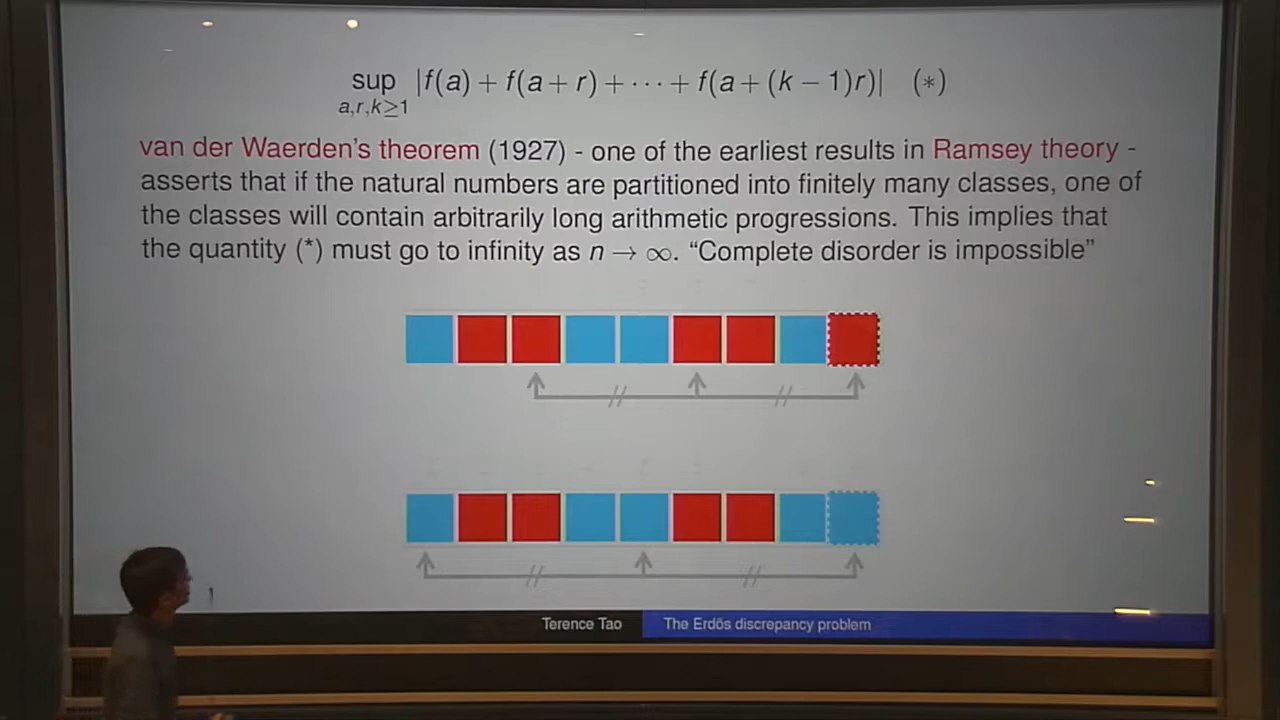 sup |f(a) + f(a + r) + ⋯ + f(a + (k − 1)r)| (*)
a,r,k≥1
van der Waerden's theorem (1927) - one of the earliest results in Ramsey theory -
asserts that if the natural numbers are partitioned into finitely many classes, one of
the classes will contain arbitrarily long arithmetic progressions. This implies that
the quantity (*) must go to infinity as n → ∞. “Complete disorder is impossible”
Terence Tao The Erdös discrepancy problem